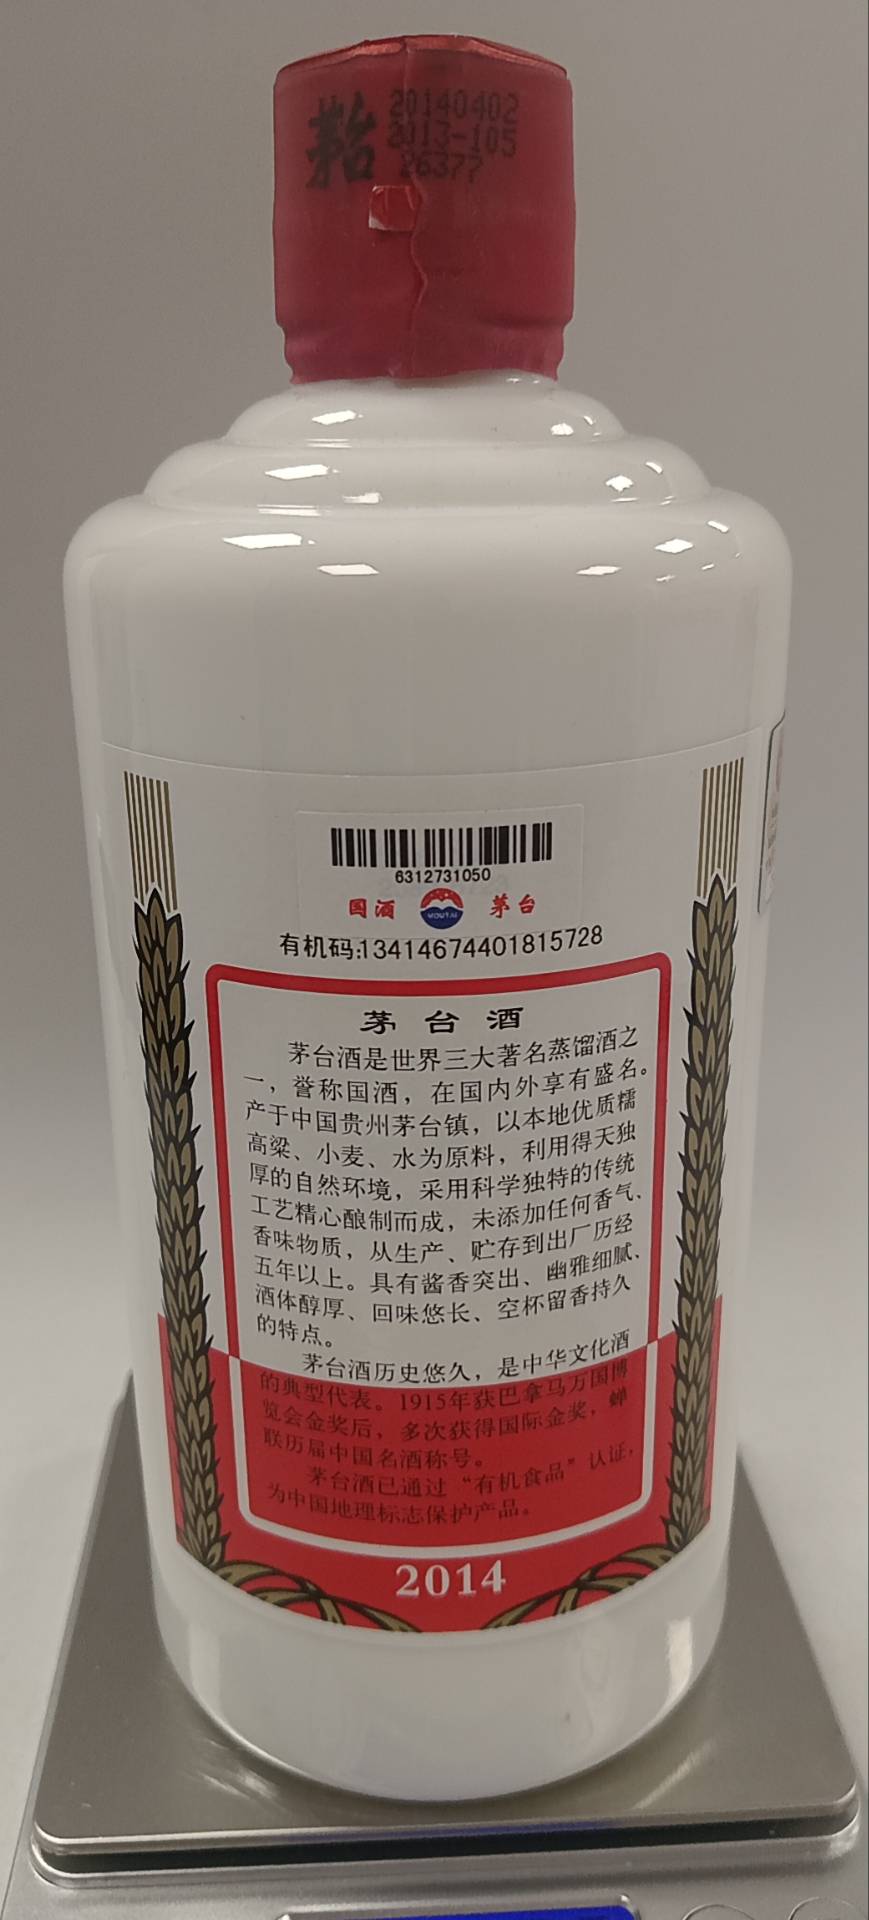 茅台
20140402
2013-105
26377
6312731050
国酒 MOUTAI 茅台
有机码:13414674401815728
茅台酒
茅台酒是世界三大著名蒸馏酒之
一，誉称国酒，在国内外享有盛名。
产于中国贵州茅台镇，以本地优质糯
高粱、小麦、水为原料，利用得天独
厚的自然环境，采用科学独特的传统
工艺精心酿制而成，未添加任何香气、
香味物质，从生产、贮存到出厂历经
五年以上。具有酱香突出、幽雅细腻、
酒体醇厚、回味悠长、空杯留香持久
的特点。
茅台酒历史悠久，是中华文化酒
的典型代表。1915年获巴拿马万国博
览会金奖后，多次获得国际金奖，蝉
联历届中国名酒称号。
茅台酒已通过“有机食品”认证，
为中国地理标志保护产品。
2014